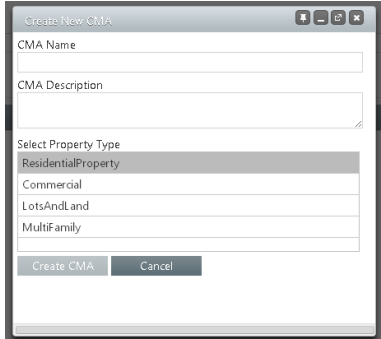 Create New CMA
CMA Name
CMA Description
Select Property Type
ResidentialProperty
Commercial
LotsAndLand
MultiFamily
Create CMA Cancel